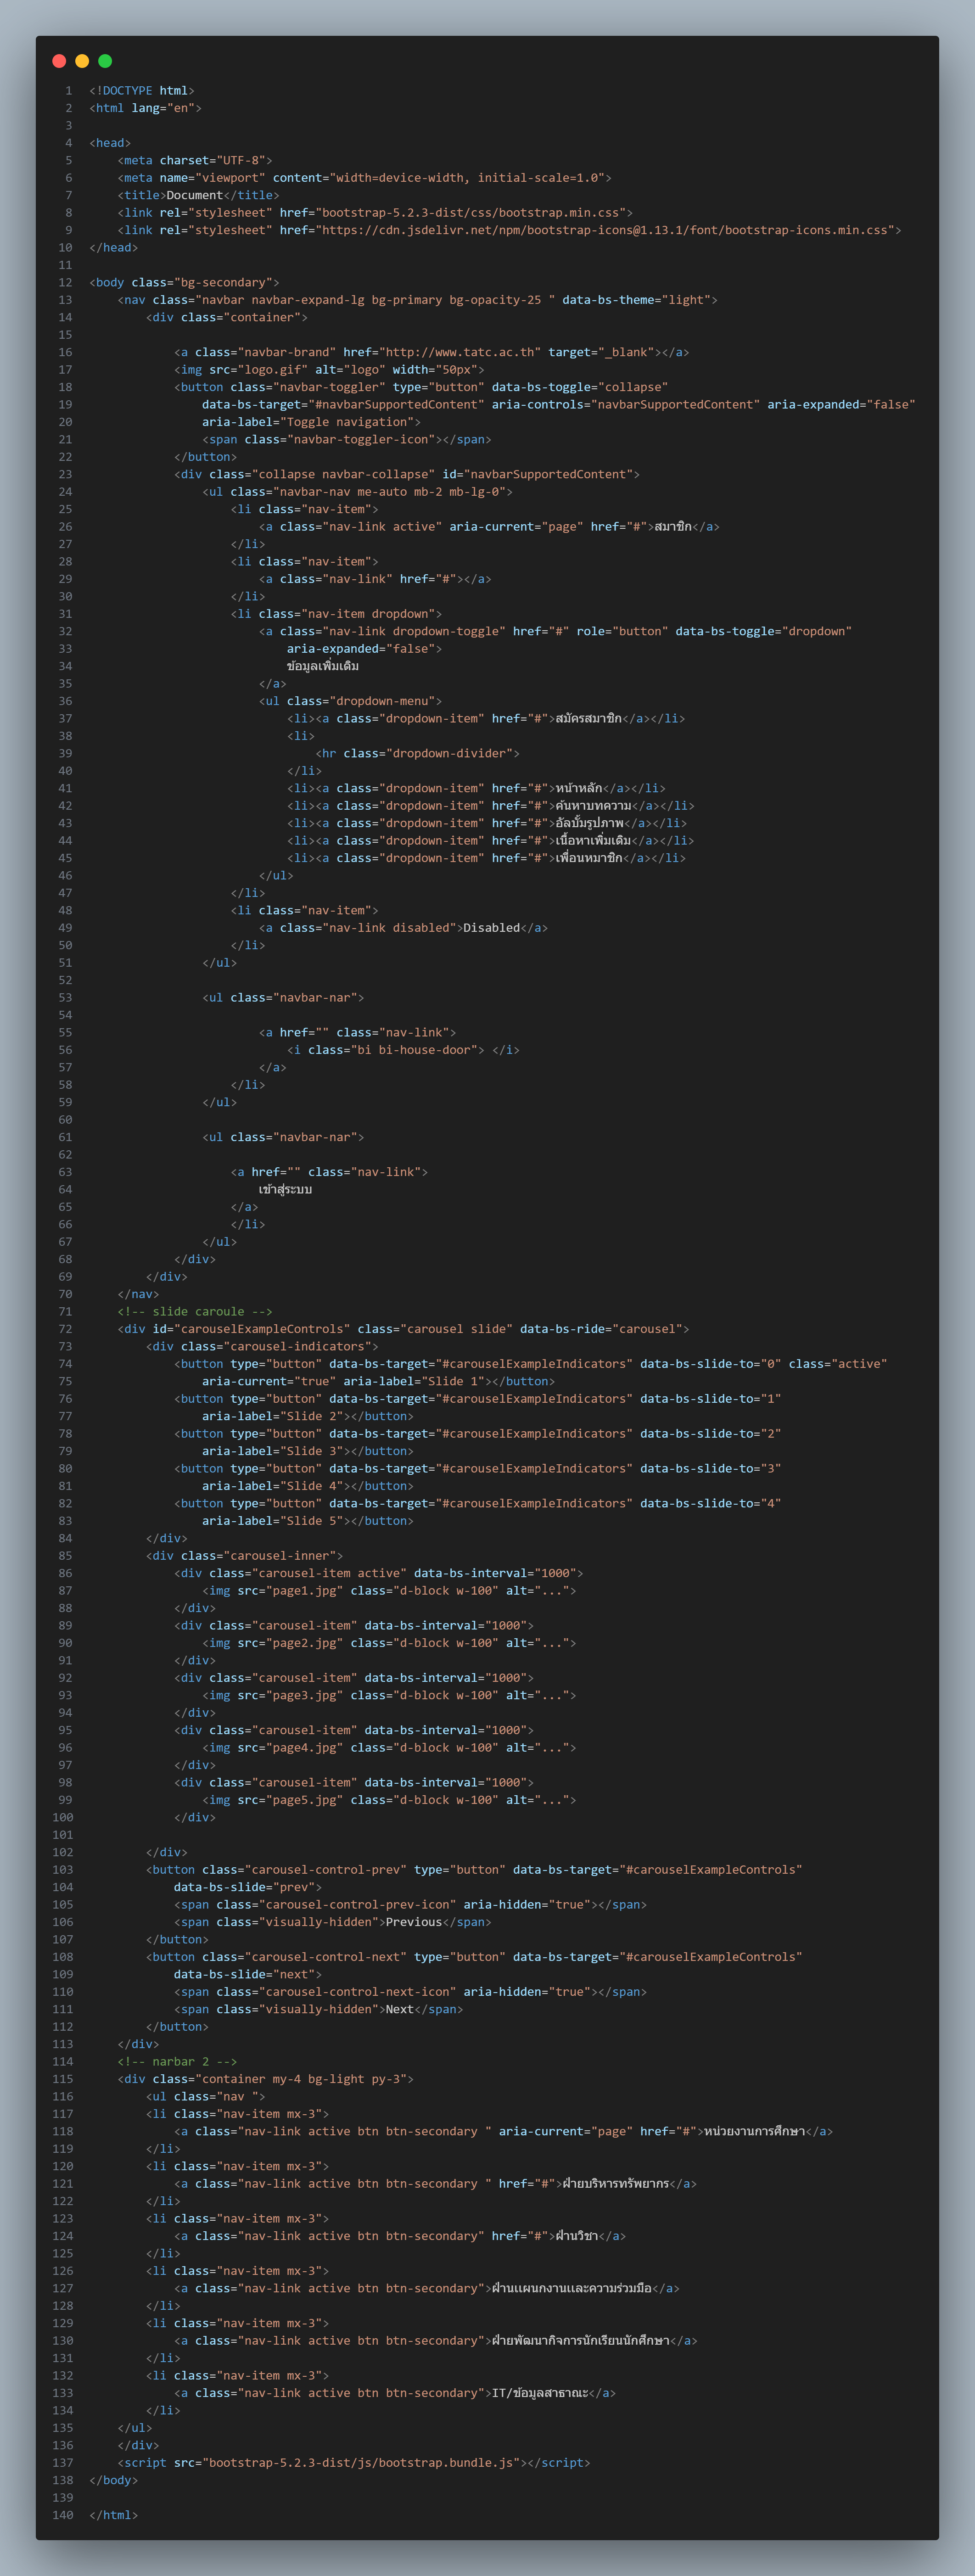 1 <!DOCTYPE html>
2 <html lang="en">
3
4 <head>
5     <meta charset="UTF-8">
6     <meta name="viewport" content="width=device-width, initial-scale=1.0">
7     <title>Document</title>
8     <link rel="stylesheet" href="bootstrap-5.2.3-dist/css/bootstrap.min.css">
9     <link rel="stylesheet" href="https://cdn.jsdelivr.net/npm/bootstrap-icons@1.13.1/font/bootstrap-icons.min.css">
10 </head>
11
12 <body class="bg-secondary">
13     <nav class="navbar navbar-expand-lg bg-primary bg-opacity-25 " data-bs-theme="light">
14         <div class="container">
15
16             <a class="navbar-brand" href="http://www.tatc.ac.th" target="_blank"></a>
17             <img src="logo.gif" alt="logo" width="50px">
18             <button class="navbar-toggler" type="button" data-bs-toggle="collapse"
19                 data-bs-target="#navbarSupportedContent" aria-controls="navbarSupportedContent" aria-expanded="false"
20                 aria-label="Toggle navigation">
21                 <span class="navbar-toggler-icon"></span>
22             </button>
23             <div class="collapse navbar-collapse" id="navbarSupportedContent">
24                 <ul class="navbar-nav me-auto mb-2 mb-lg-0">
25                     <li class="nav-item">
26                         <a class="nav-link active" aria-current="page" href="#">สมาชิก</a>
27                     </li>
28                     <li class="nav-item">
29                         <a class="nav-link" href="#"></a>
30                     </li>
31                     <li class="nav-item dropdown">
32                         <a class="nav-link dropdown-toggle" href="#" role="button" data-bs-toggle="dropdown"
33                             aria-expanded="false">
34                             ข้อมูลเพิ่มเติม
35                         </a>
36                         <ul class="dropdown-menu">
37                             <li><a class="dropdown-item" href="#">สมัครสมาชิก</a></li>
38                             <li>
39                                 <hr class="dropdown-divider">
40                             </li>
41                             <li><a class="dropdown-item" href="#">หน้าหลัก</a></li>
42                             <li><a class="dropdown-item" href="#">ค้นหาบทความ</a></li>
43                             <li><a class="dropdown-item" href="#">อัลบั้มรูปภาพ</a></li>
44                             <li><a class="dropdown-item" href="#">เนื้อหาเพิ่มเติม</a></li>
45                             <li><a class="dropdown-item" href="#">เพื่อนหมาชิก</a></li>
46                         </ul>
47                     </li>
48                     <li class="nav-item">
49                         <a class="nav-link disabled">Disabled</a>
50                     </li>
51                 </ul>
52
53                 <ul class="navbar-nar">
54
55                         <a href="" class="nav-link">
56                             <i class="bi bi-house-door"> </i>
57                         </a>
58                     </li>
59                 </ul>
60
61                 <ul class="navbar-nar">
62
63                     <a href="" class="nav-link">
64                         เข้าสู่ระบบ
65                     </a>
66                     </li>
67                 </ul>
68             </div>
69         </div>
70     </nav>
71     <!-- slide caroule -->
72     <div id="carouselExampleControls" class="carousel slide" data-bs-ride="carousel">
73         <div class="carousel-indicators">
74             <button type="button" data-bs-target="#carouselExampleIndicators" data-bs-slide-to="0" class="active"
75                 aria-current="true" aria-label="Slide 1"></button>
76             <button type="button" data-bs-target="#carouselExampleIndicators" data-bs-slide-to="1"
77                 aria-label="Slide 2"></button>
78             <button type="button" data-bs-target="#carouselExampleIndicators" data-bs-slide-to="2"
79                 aria-label="Slide 3"></button>
80             <button type="button" data-bs-target="#carouselExampleIndicators" data-bs-slide-to="3"
81                 aria-label="Slide 4"></button>
82             <button type="button" data-bs-target="#carouselExampleIndicators" data-bs-slide-to="4"
83                 aria-label="Slide 5"></button>
84         </div>
85         <div class="carousel-inner">
86             <div class="carousel-item active" data-bs-interval="1000">
87                 <img src="page1.jpg" class="d-block w-100" alt="...">
88             </div>
89             <div class="carousel-item" data-bs-interval="1000">
90                 <img src="page2.jpg" class="d-block w-100" alt="...">
91             </div>
92             <div class="carousel-item" data-bs-interval="1000">
93                 <img src="page3.jpg" class="d-block w-100" alt="...">
94             </div>
95             <div class="carousel-item" data-bs-interval="1000">
96                 <img src="page4.jpg" class="d-block w-100" alt="...">
97             </div>
98             <div class="carousel-item" data-bs-interval="1000">
99                 <img src="page5.jpg" class="d-block w-100" alt="...">
100             </div>
101
102         </div>
103         <button class="carousel-control-prev" type="button" data-bs-target="#carouselExampleControls"
104             data-bs-slide="prev">
105             <span class="carousel-control-prev-icon" aria-hidden="true"></span>
106             <span class="visually-hidden">Previous</span>
107         </button>
108         <button class="carousel-control-next" type="button" data-bs-target="#carouselExampleControls"
109             data-bs-slide="next">
110             <span class="carousel-control-next-icon" aria-hidden="true"></span>
111             <span class="visually-hidden">Next</span>
112         </button>
113     </div>
114     <!-- narbar 2 -->
115     <div class="container my-4 bg-light py-3">
116         <ul class="nav ">
117         <li class="nav-item mx-3">
118             <a class="nav-link active btn btn-secondary " aria-current="page" href="#">หน่วยงานการศึกษา</a>
119         </li>
120         <li class="nav-item mx-3">
121             <a class="nav-link active btn btn-secondary " href="#">ฝ่ายบริหารทรัพยากร</a>
122         </li>
123         <li class="nav-item mx-3">
124             <a class="nav-link active btn btn-secondary" href="#">ฝ่านวิชา</a>
125         </li>
126         <li class="nav-item mx-3">
127             <a class="nav-link active btn btn-secondary">ฝ่านแผนกงานและความร่วมมือ</a>
128         </li>
129         <li class="nav-item mx-3">
130             <a class="nav-link active btn btn-secondary">ฝ่ายพัฒนากิจการนักเรียนนักศึกษา</a>
131         </li>
132         <li class="nav-item mx-3">
133             <a class="nav-link active btn btn-secondary">IT/ข้อมูลสาธาณะ</a>
134         </li>
135     </ul>
136     </div>
137     <script src="bootstrap-5.2.3-dist/js/bootstrap.bundle.js"></script>
138 </body>
139
140 </html>